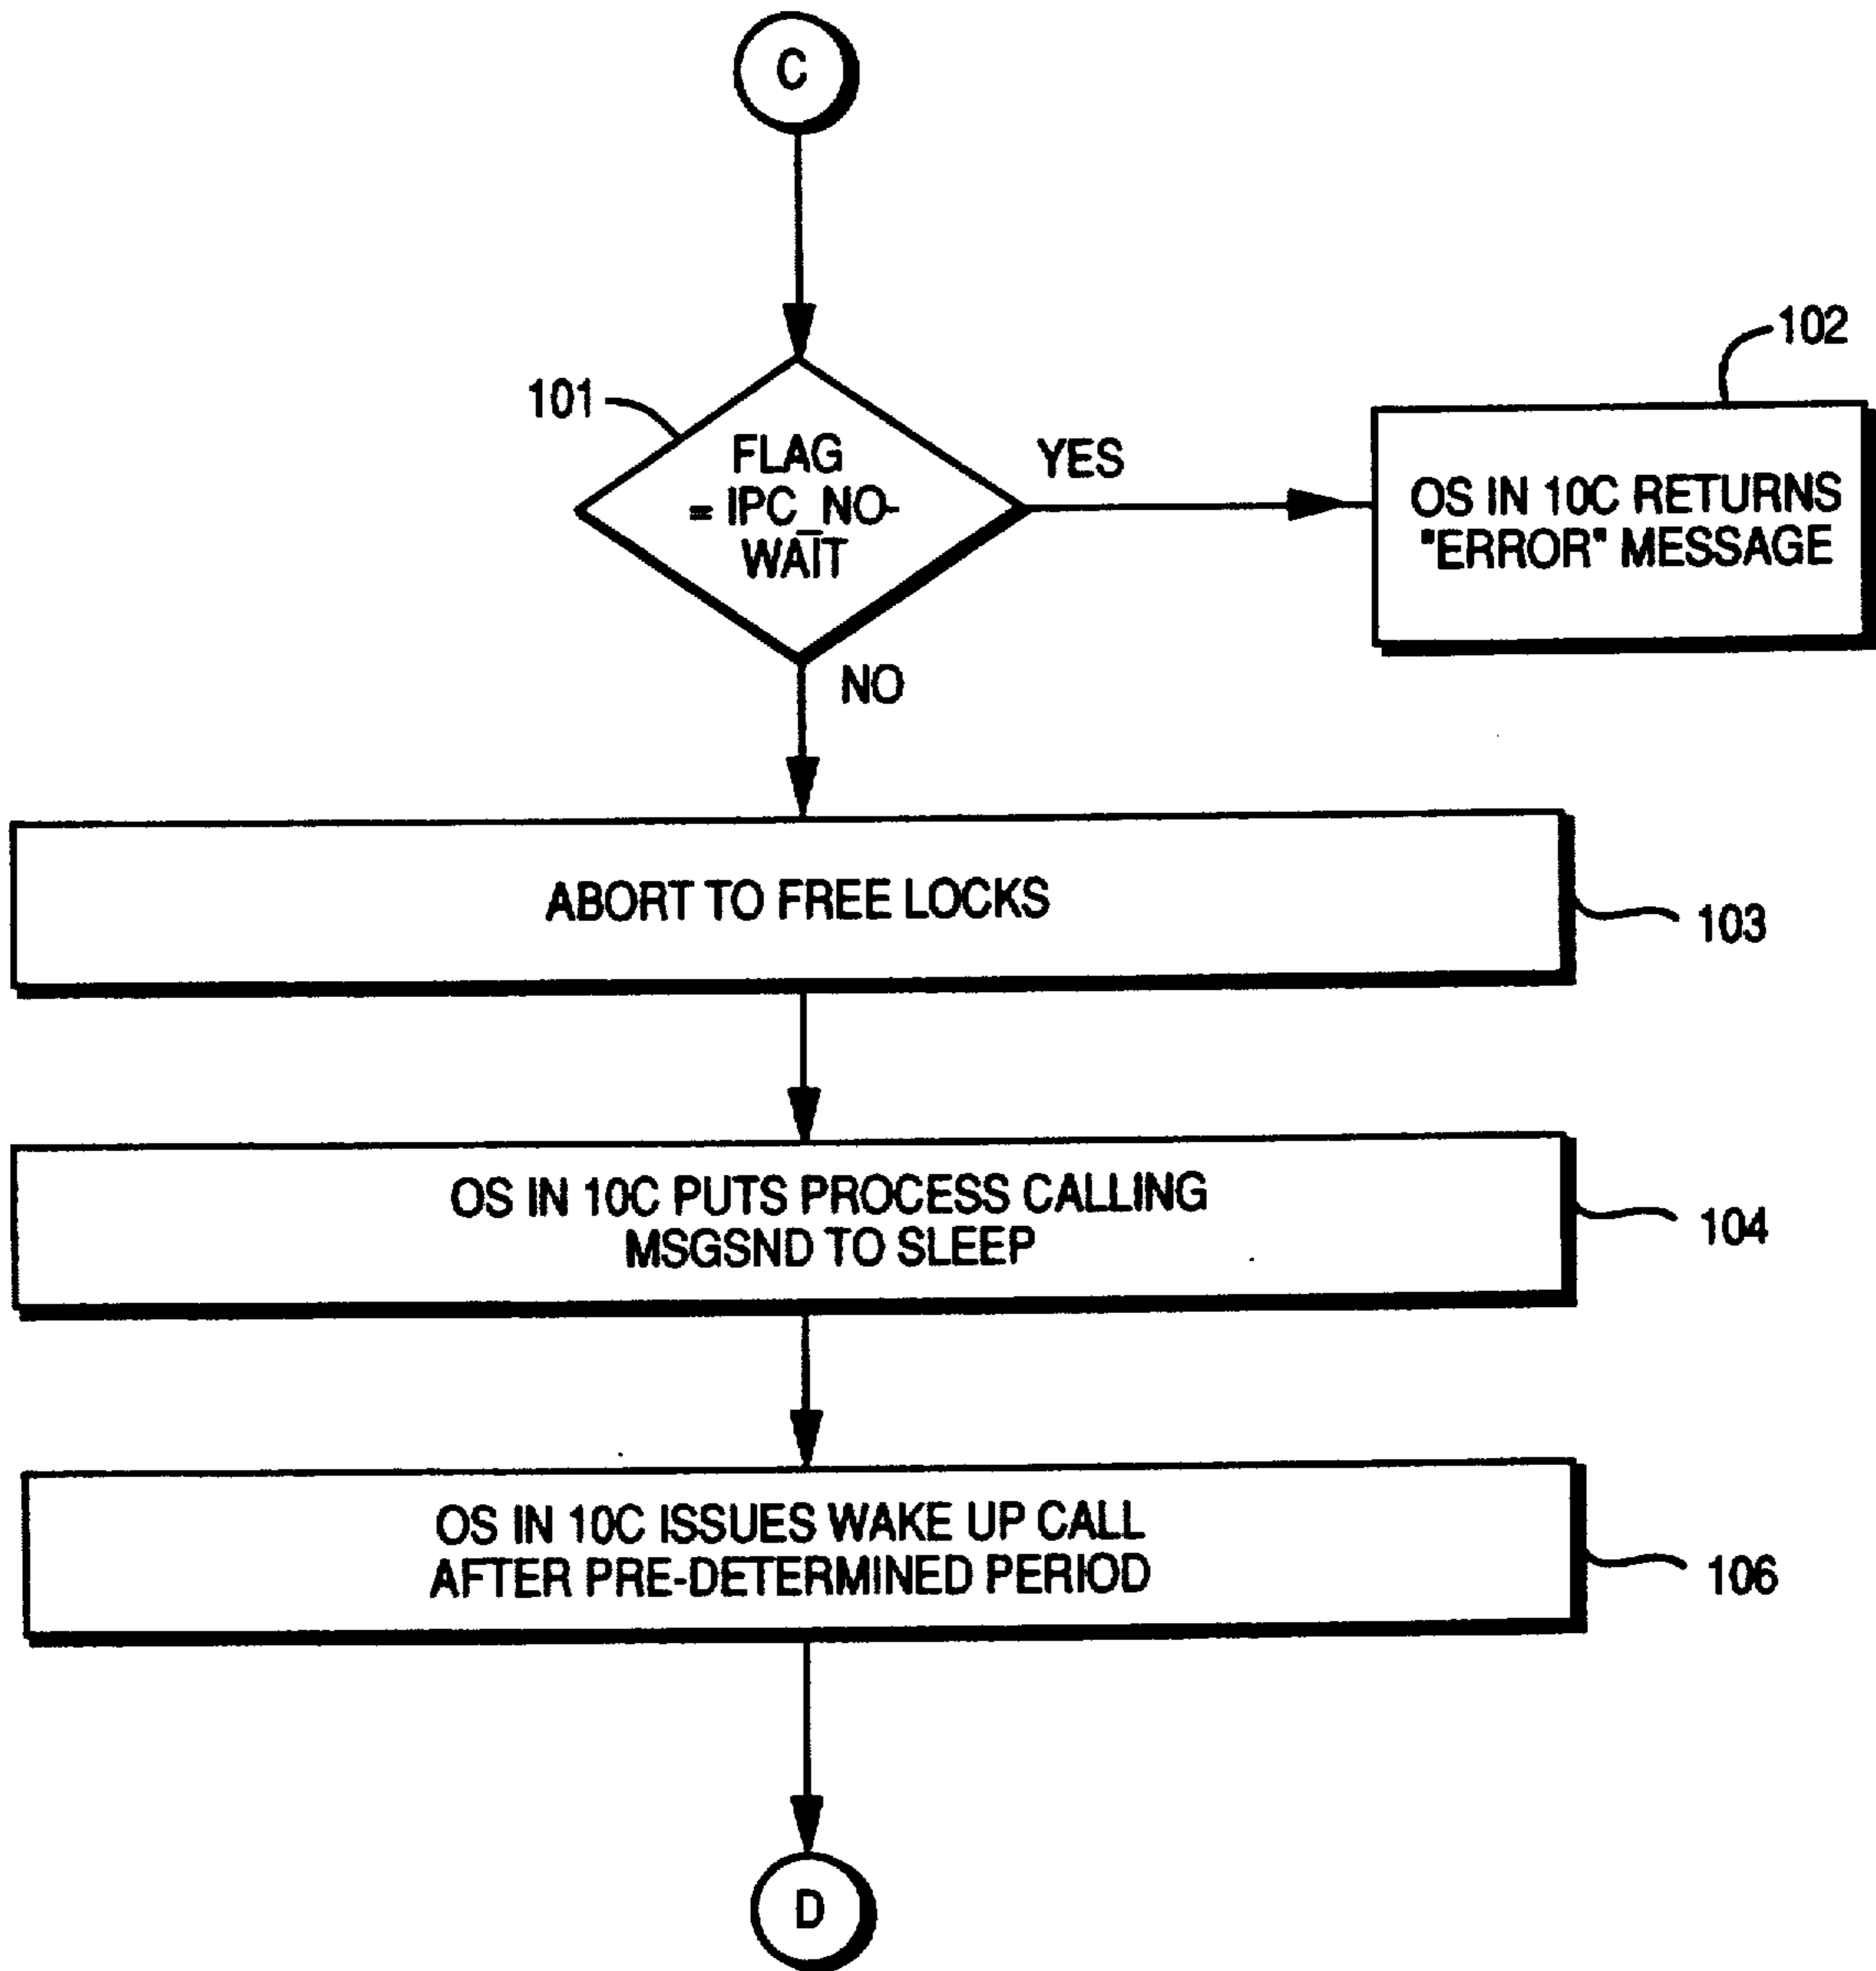 C
101
FLAG
= IPC_NO-
WAIT
YES
102
OS IN 10C RETURNS
"ERROR" MESSAGE
NO
ABORT TO FREE LOCKS
103
OS IN 10C PUTS PROCESS CALLING
MSGSND TO SLEEP
104
OS IN 10C ISSUES WAKE UP CALL
AFTER PRE-DETERMINED PERIOD
106
D